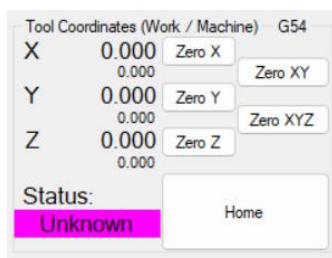 Tool Coordinates (Work / Machine) G54
X 0.000 Zero X
0.000 Zero XY
Y 0.000 Zero Y
0.000 Zero XYZ
Z 0.000 Zero Z
0.000
Status:
Unknown
Home